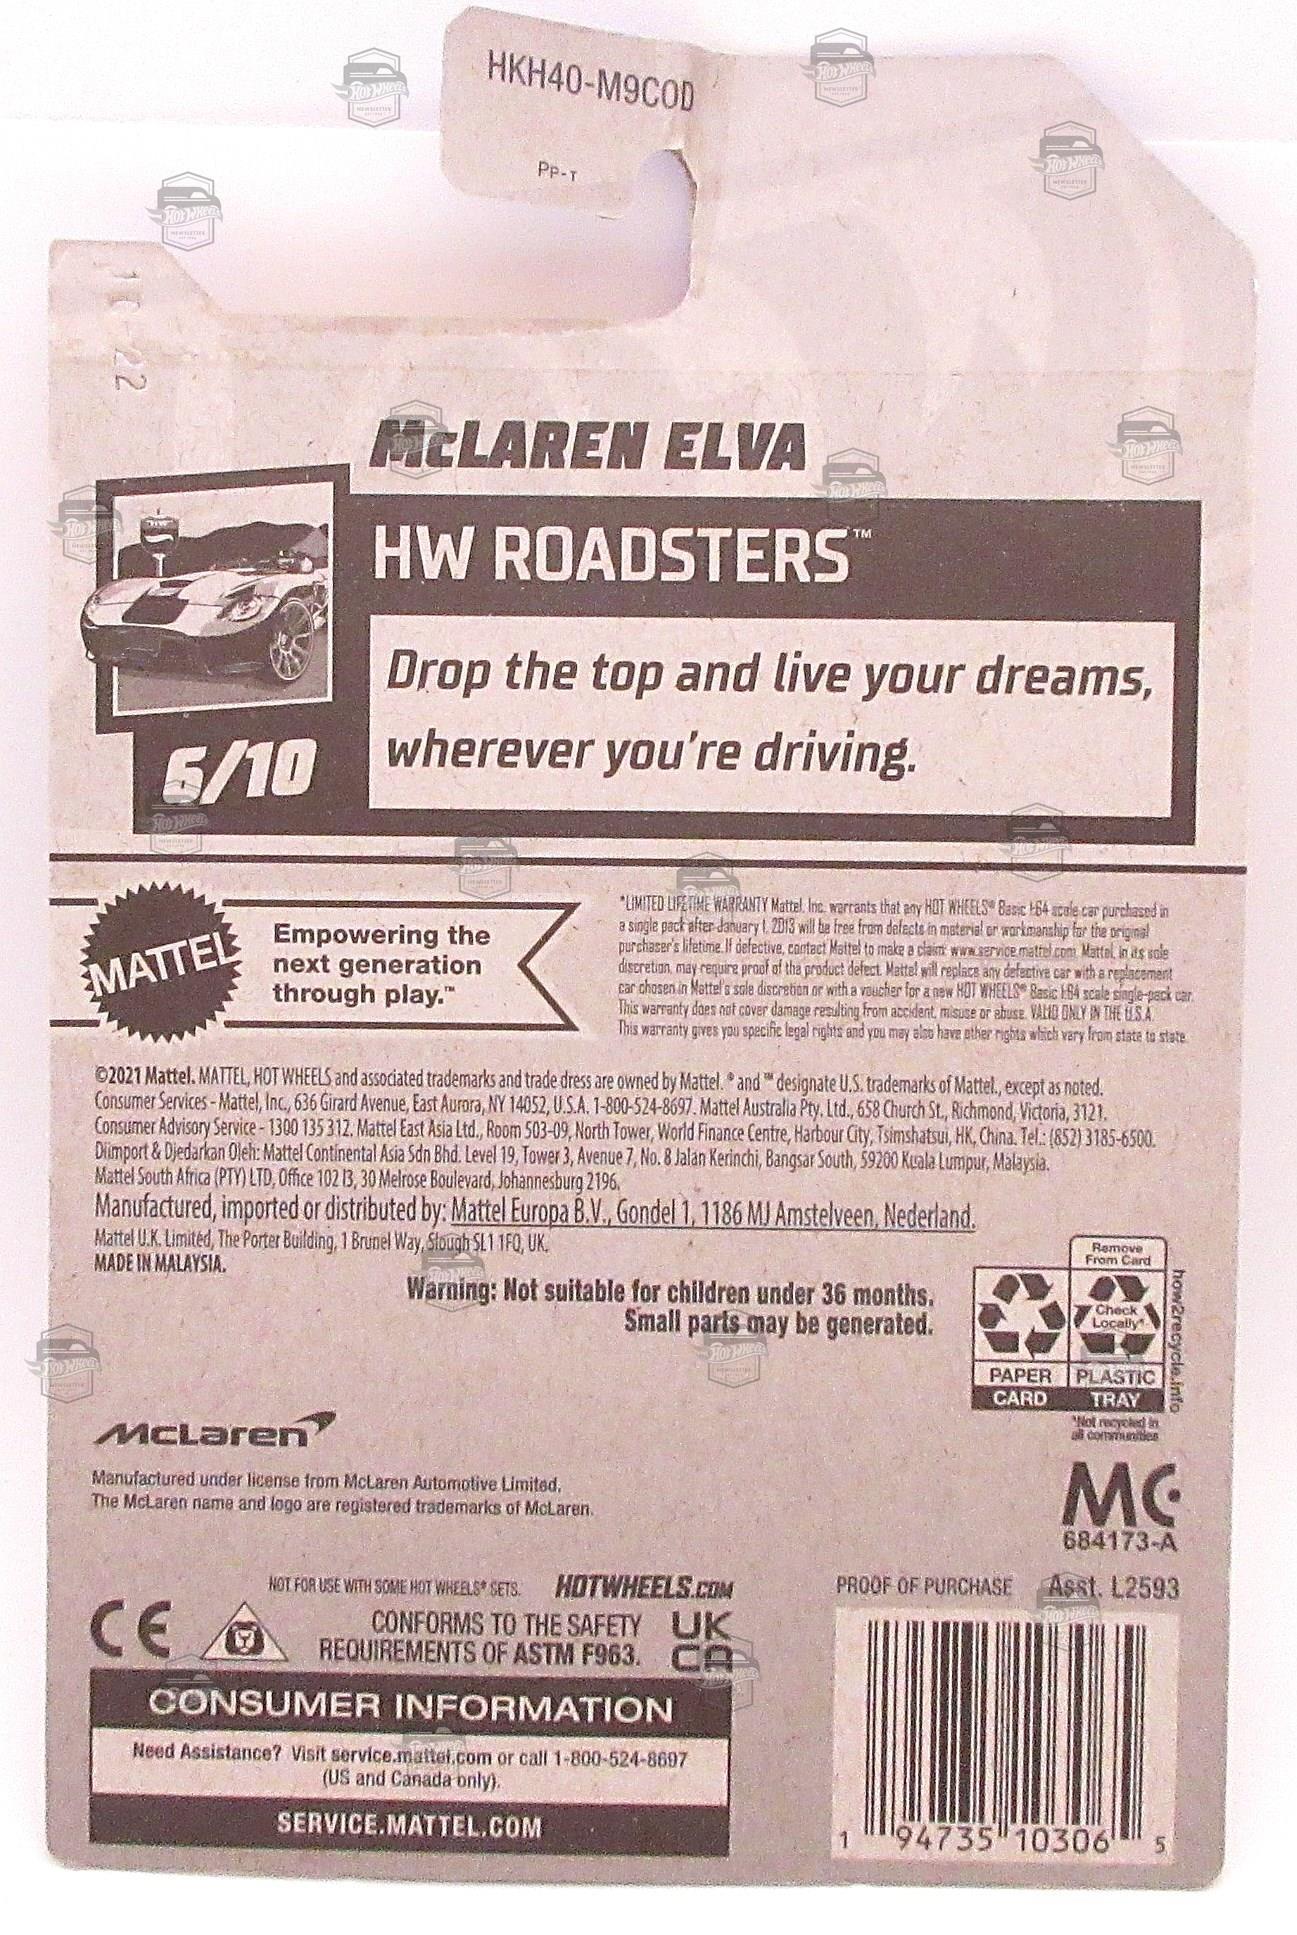 HKH40-M9C0D
PP-T
22
McLAREN ELVA
HW ROADSTERS™
Drop the top and live your dreams,
wherever you're driving.
6/10
MATTEL
Empowering the
next generation
through play.™
*LIMITED LIFETIME WARRANTY Mattel, Inc. warrants that any HOT WHEELS® Basic 1:64 scale car purchased in
a single pack after January 1, 2013 will be free from defects in material or workmanship for the original
purchaser's lifetime. If defective, contact Mattel to make a claim: www.service.mattel.com. Mattel, in its sole
discretion, may require proof of the product defect. Mattel will replace any defective car with a replacement
car chosen in Mattel's sole discretion or with a voucher for a new HOT WHEELS® Basic 1:64 scale single-pack car.
This warranty does not cover damage resulting from accident, misuse or abuse. VALID ONLY IN THE U.S.A.
This warranty gives you specific legal rights and you may also have other rights which vary from state to state.
©2021 Mattel. MATTEL, HOT WHEELS and associated trademarks and trade dress are owned by Mattel. ® and ™ designate U.S. trademarks of Mattel., except as noted.
Consumer Services - Mattel, Inc., 636 Girard Avenue, East Aurora, NY 14052, U.S.A. 1-800-524-8697. Mattel Australia Pty. Ltd., 658 Church St., Richmond, Victoria, 3121.
Consumer Advisory Service - 1300 135 312. Mattel East Asia Ltd., Room 503-09, North Tower, World Finance Centre, Harbour City, Tsimshatsui, HK, China. Tel.: (852) 3185-6500.
Diimport & Djedarkan Oleh: Mattel Continental Asia Sdn Bhd. Level 19, Tower 3, Avenue 7, No. 8 Jalan Kerinchi, Bangsar South, 59200 Kuala Lumpur, Malaysia.
Mattel South Africa (PTY) LTD, Office 102 I3, 30 Melrose Boulevard, Johannesburg 2196.
Manufactured, imported or distributed by: Mattel Europa B.V., Gondel 1, 1186 MJ Amstelveen, Nederland.
Mattel U.K. Limited, The Porter Building, 1 Brunel Way, Slough SL1 1FQ, UK.
MADE IN MALAYSIA.
Warning: Not suitable for children under 36 months.
Small parts may be generated.
Remove
From Card
Check
Locally*
PAPER
PLASTIC
CARD
TRAY
how2recycle.info
*Not recycled in
all communities
McLaren
Manufactured under license from McLaren Automotive Limited.
The McLaren name and logo are registered trademarks of McLaren.
MC
684173-A
NOT FOR USE WITH SOME HOT WHEELS® SETS.
HOTWHEELS.COM
PROOF OF PURCHASE
Asst. L2593
CE
CONFORMS TO THE SAFETY
REQUIREMENTS OF ASTM F963.
UK
CA
CONSUMER INFORMATION
Need Assistance? Visit service.mattel.com or call 1-800-524-8697
(US and Canada only).
SERVICE.MATTEL.COM
1 94735 10306 5
Hot Wheels
NEWSLETTER